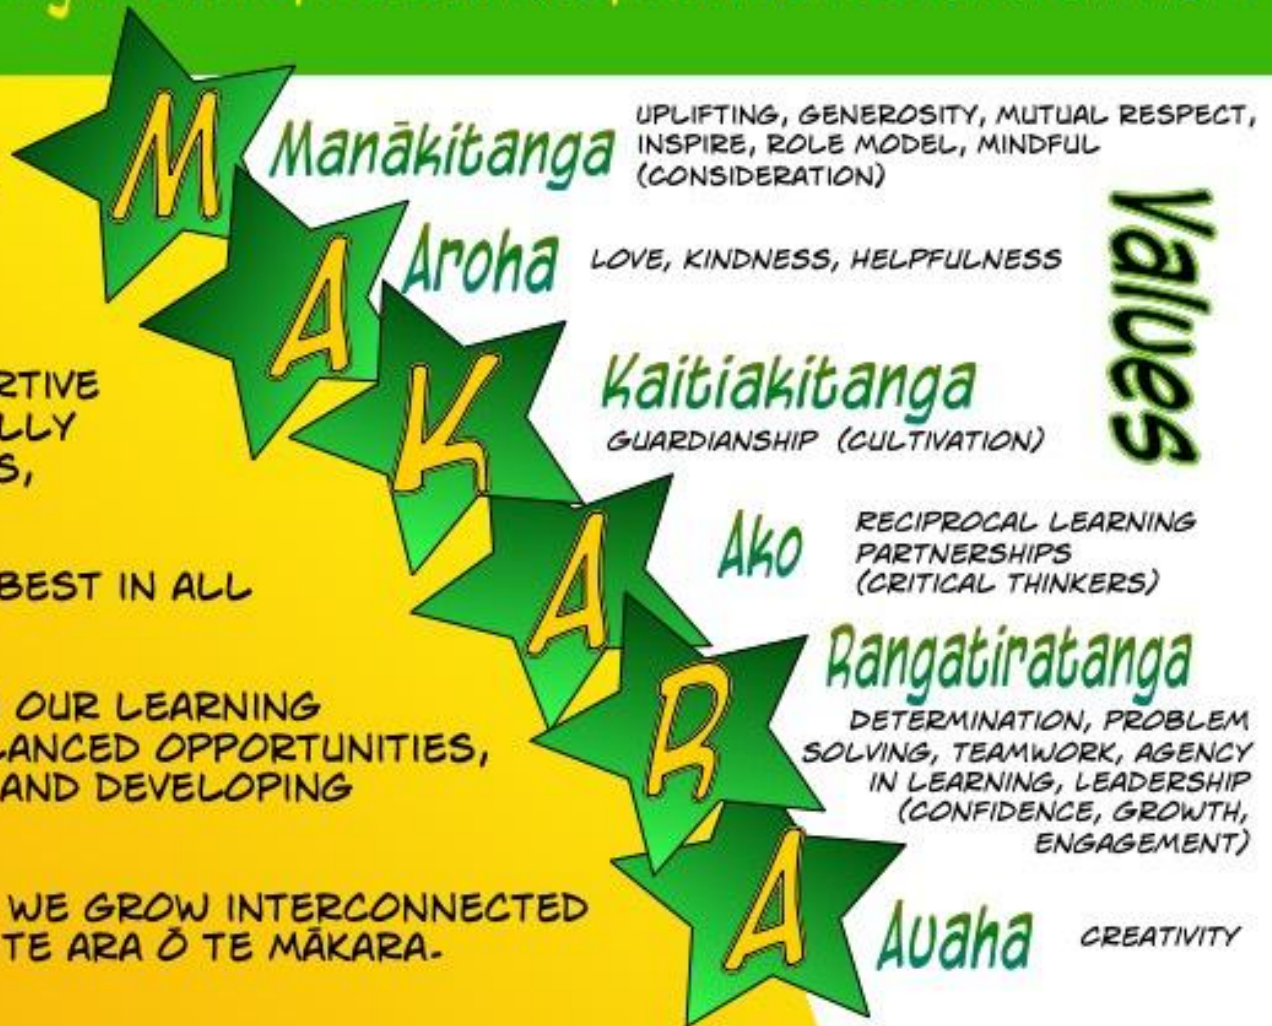 M
Manākitanga
UPLIFTING, GENEROSITY, MUTUAL RESPECT,
INSPIRE, ROLE MODEL, MINDFUL
(CONSIDERATION)
Values
A
Aroha
LOVE, KINDNESS, HELPFULNESS
K
Kaitiakitanga
GUARDIANSHIP (CULTIVATION)
A
Ako
RECIPROCAL LEARNING
PARTNERSHIPS
(CRITICAL THINKERS)
R
Rangatiratanga
DETERMINATION, PROBLEM
SOLVING, TEAMWORK, AGENCY
IN LEARNING, LEADERSHIP
(CONFIDENCE, GROWTH,
ENGAGEMENT)
A
Auaha
CREATIVITY
BEST IN ALL
OUR LEARNING
OPPORTUNITIES,
AND DEVELOPING
WE GROW INTERCONNECTED
TE ARA Ō TE MĀKARA.